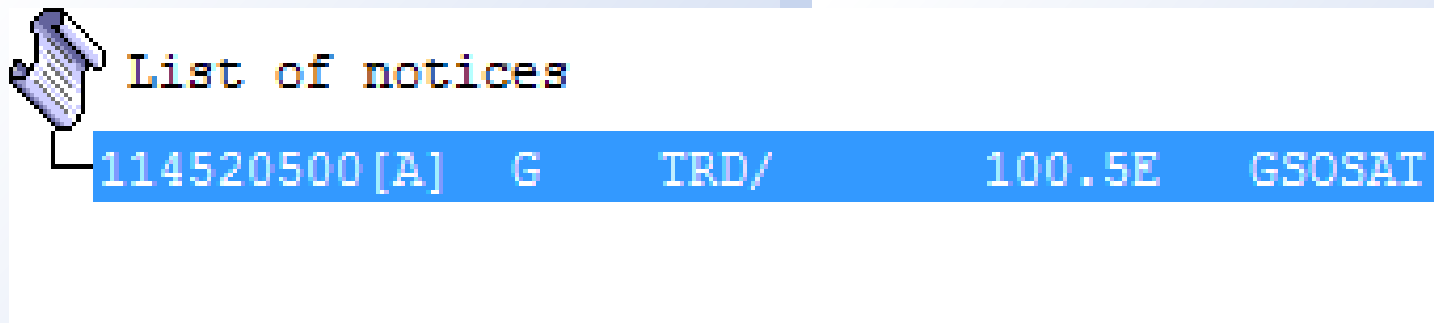 List of notices
114520500[A] G TRD/ 100.5E GSOSAT